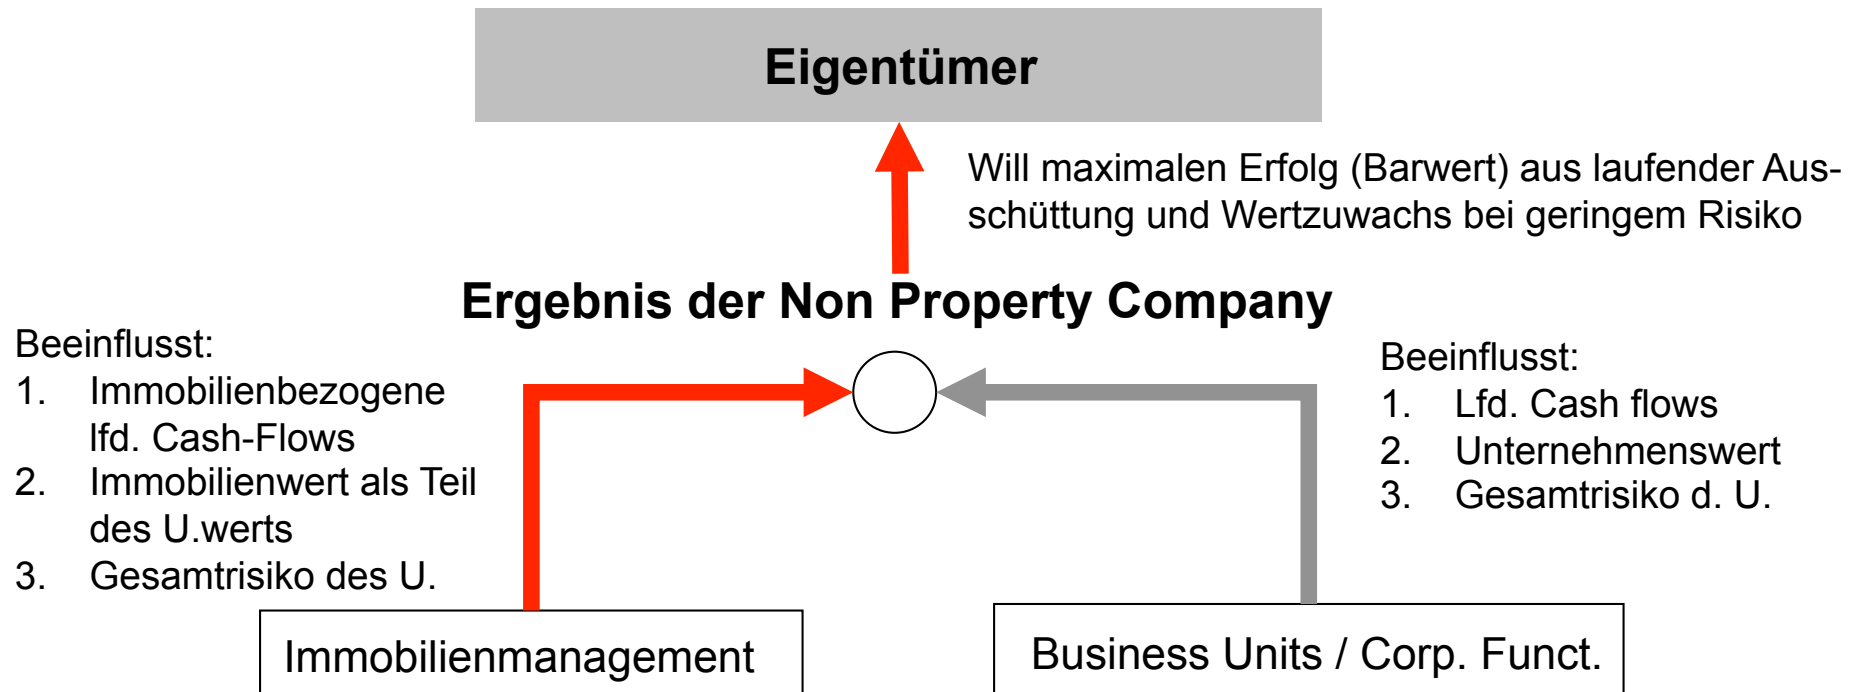 Eigentümer
Will maximalen Erfolg (Barwert) aus laufender Aus-
schüttung und Wertzuwachs bei geringem Risiko
Ergebnis der Non Property Company
Beeinflusst:
1. Immobilienbezogene
lfd. Cash-Flows
2. Immobilienwert als Teil
des U.werts
3. Gesamtrisiko des U.
Beeinflusst:
1. Lfd. Cash flows
2. Unternehmenswert
3. Gesamtrisiko d. U.
Immobilienmanagement
Business Units / Corp. Funct.